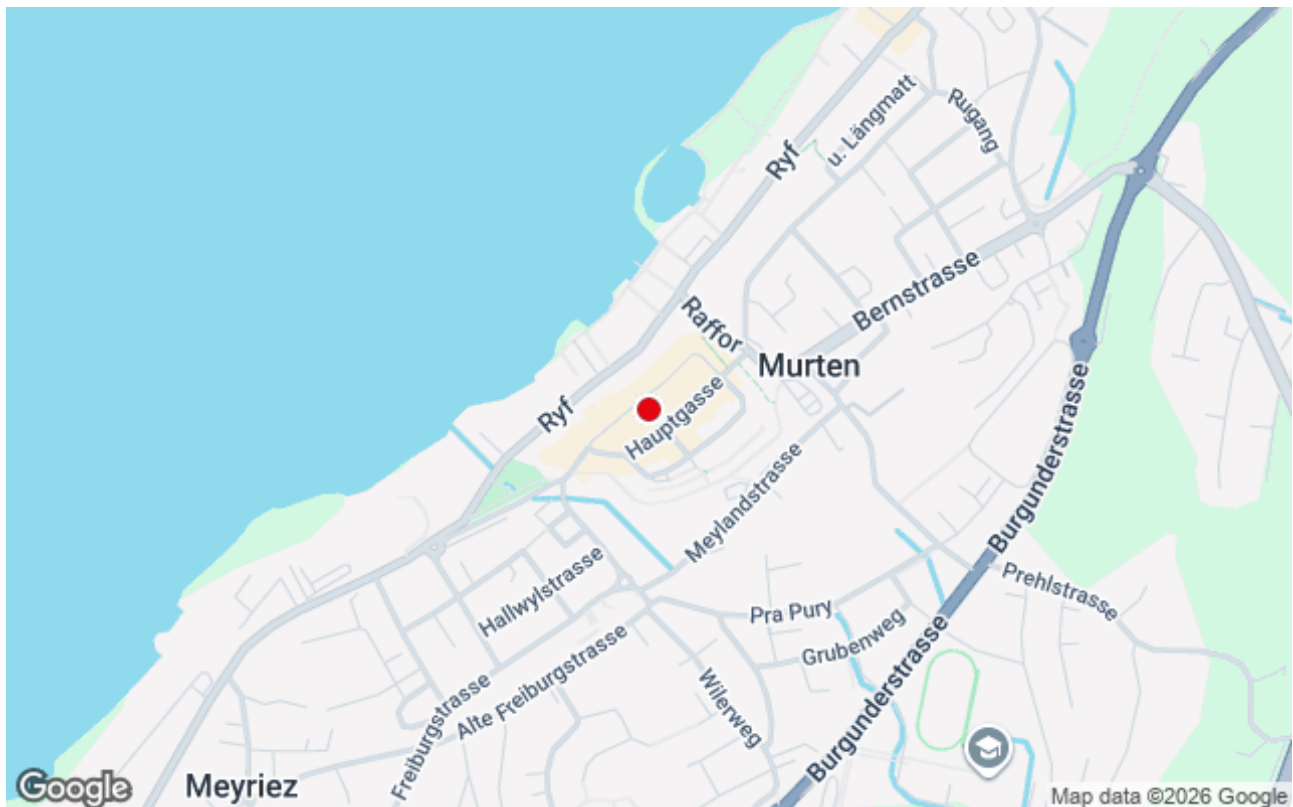 u. Längmatt
Rugang
Ryf
Bernstrasse
Raffor
Murten
Ryf
Hauptgasse
Burgunderstrasse
Meylandstrasse
Prehlstrasse
Hallwylstrasse
Pra Pury
Grubenweg
Alte Freiburgstrasse
Freiburgstrasse
Wilerweg
Burgunderstrasse
Meyriez
Google
Map data ©2026 Google